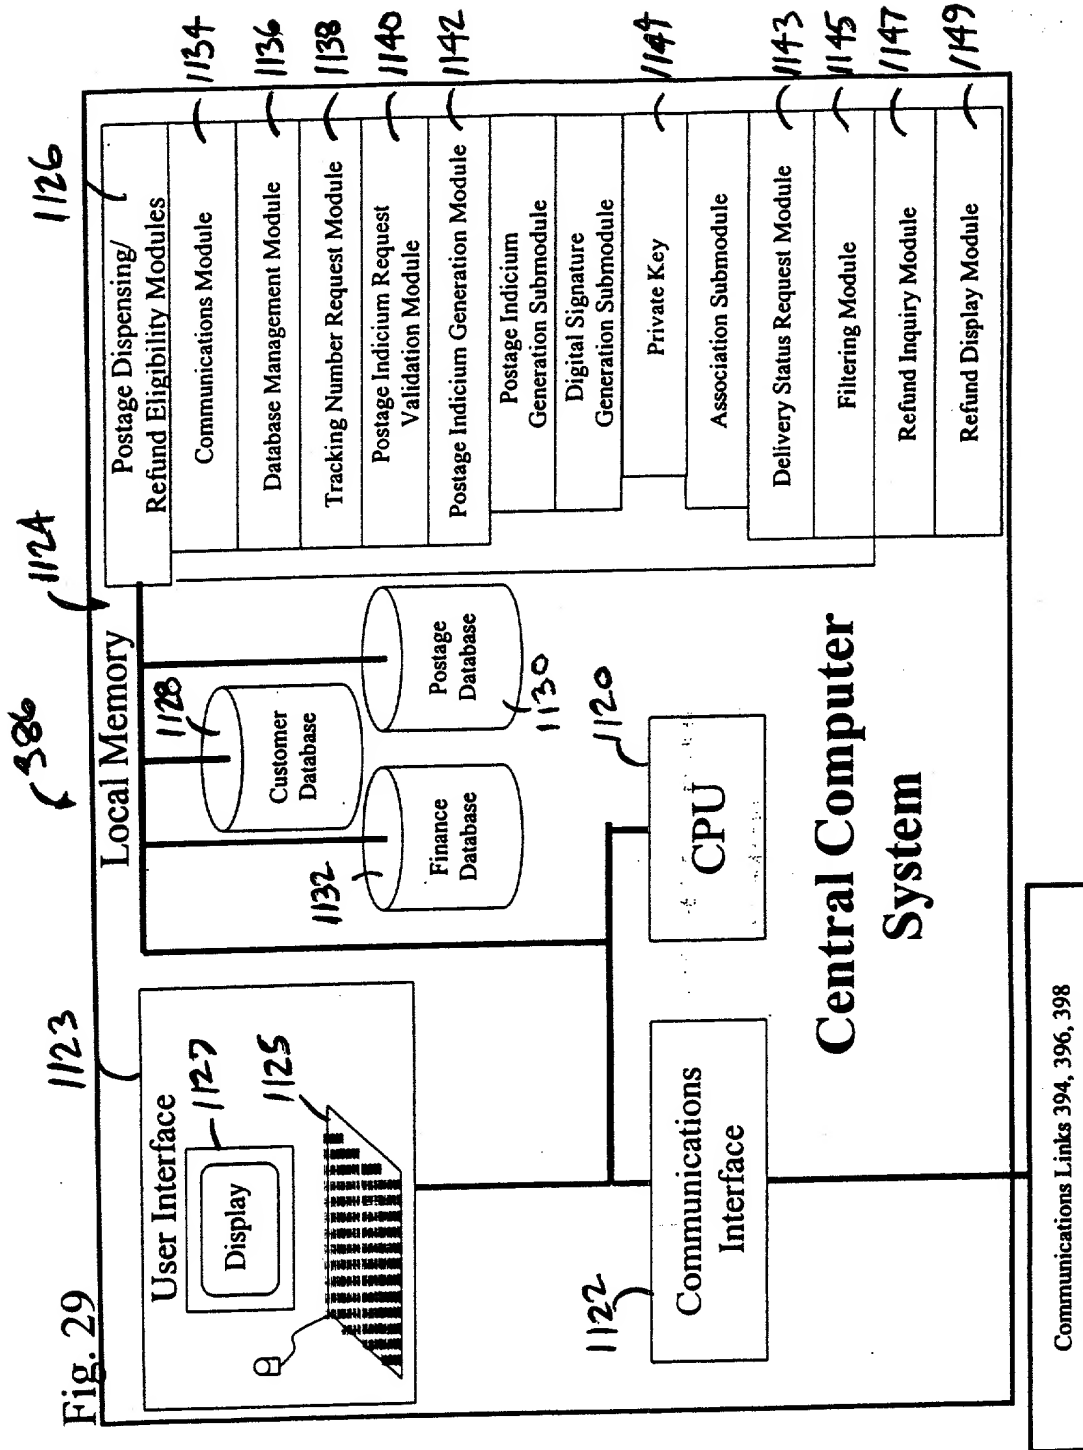 Fig. 29
386
1123
User Interface
1127
Display
1125
1124
Local Memory
1128
Customer
Database
1132
Finance
Database
Postage
Database
1130
1126
Postage Dispensing/
Refund Eligibility Modules
Communications Module
1134
Database Management Module
1136
Tracking Number Request Module
1138
Postage Indicium Request
Validation Module
1140
Postage Indicium Generation Module
1142
Postage Indicium
Generation Submodule
Digital Signature
Generation Submodule
Private Key
1144
Association Submodule
Delivery Status Request Module
1143
Filtering Module
1145
Refund Inquiry Module
1147
Refund Display Module
1149
1122
Communications
Interface
1120
CPU
Central Computer
System
Communications Links 394, 396, 398